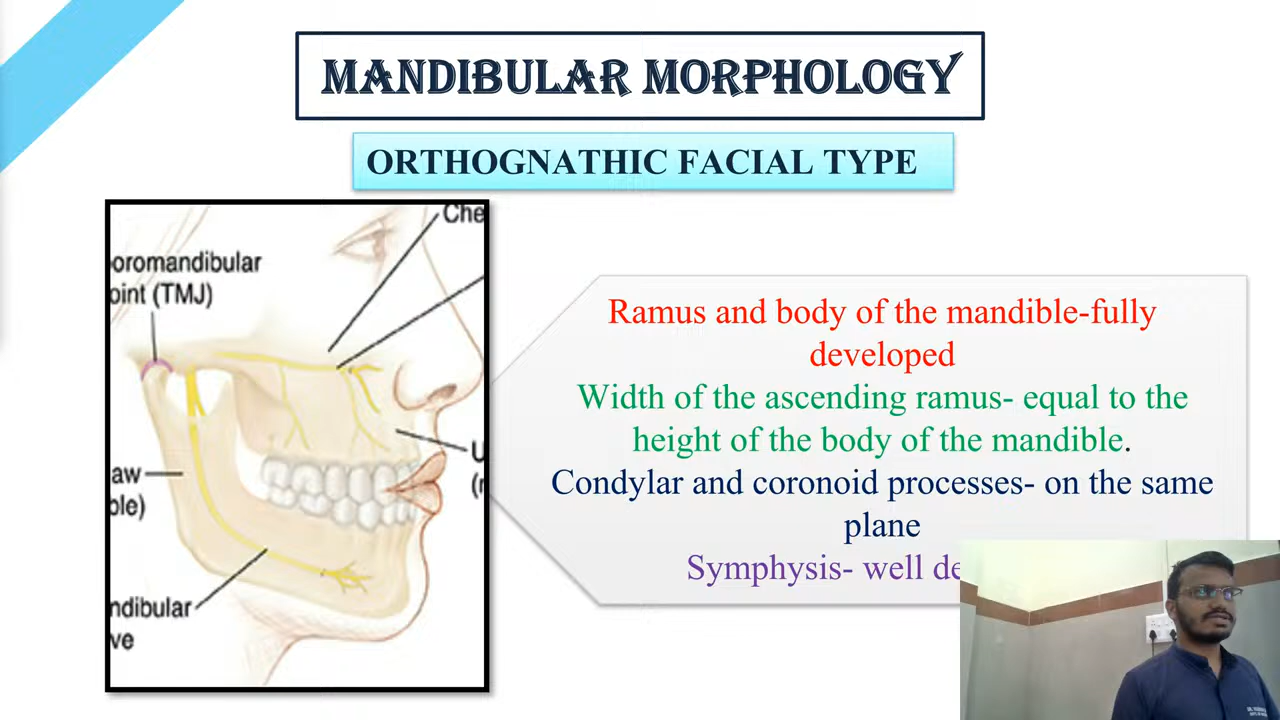 MANDIBULAR MORPHOLOGY
ORTHOGNATHIC FACIAL TYPE
Che
oromandibular
oint (TMJ)
U
(r
aw
ble)
ndibular
ve
Ramus and body of the mandible-fully
developed
Width of the ascending ramus- equal to the
height of the body of the mandible.
Condylar and coronoid processes- on the same
plane
Symphysis- well de